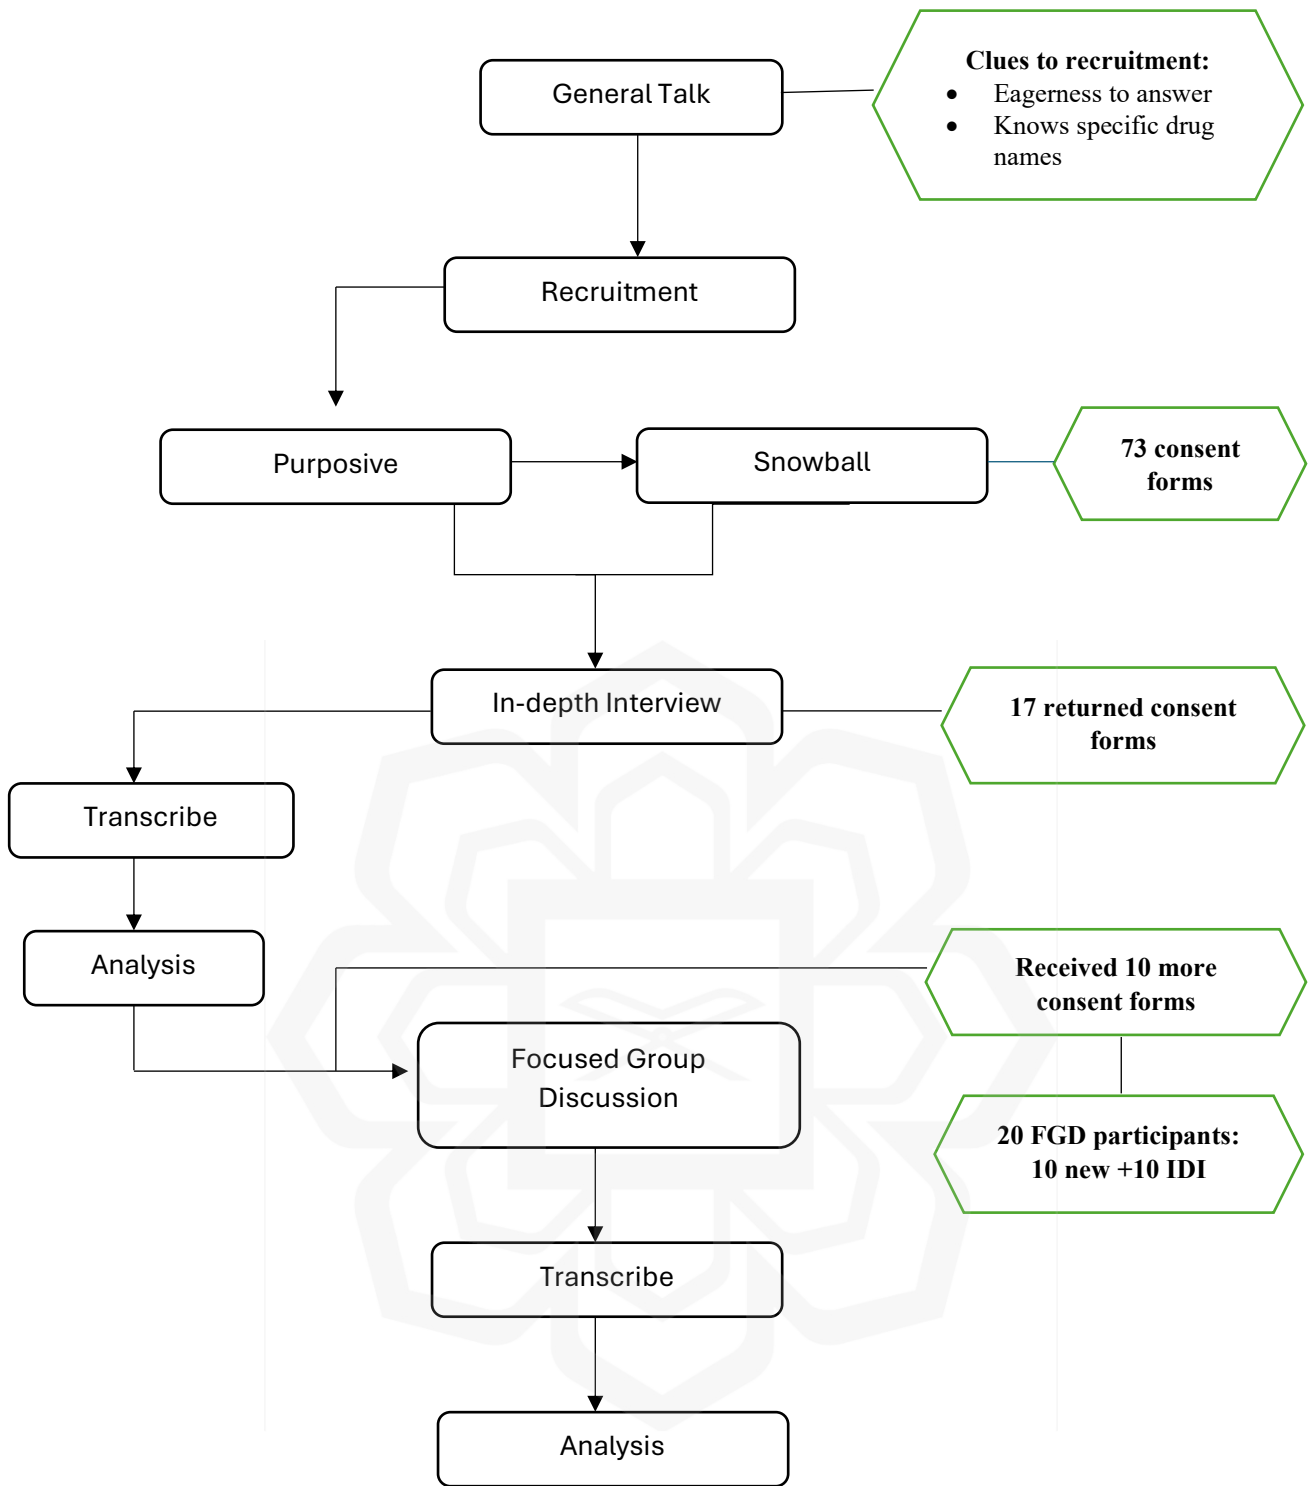 General Talk
Clues to recruitment:
• Eagerness to answer
• Knows specific drug
names
Recruitment
Purposive
Snowball
73 consent
forms
In-depth Interview
17 returned consent
forms
Transcribe
Analysis
Received 10 more
consent forms
Focused Group
Discussion
20 FGD participants:
10 new +10 IDI
Transcribe
Analysis